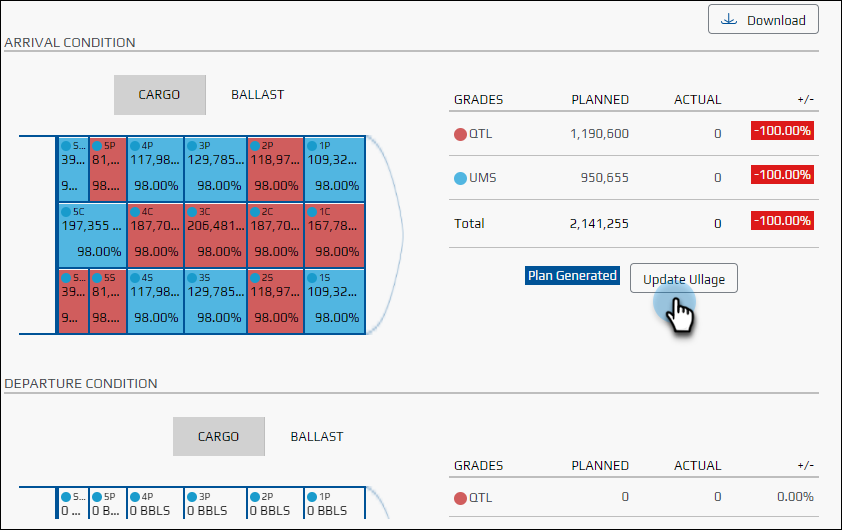 Download
ARRIVAL CONDITION
CARGO BALLAST
GRADES PLANNED ACTUAL +/-
QTL 1,190,600 0 -100.00%
UMS 950,655 0 -100.00%
Total 2,141,255 0 -100.00%
Plan Generated Update Ullage
5... 5P 4P 3P 2P 1P
39... 81,... 117,98... 129,785... 118,97... 109,32...
9... 98.... 98.00% 98.00% 98.00% 98.00%
5C 4C 3C 2C 1C
197,355 ... 187,70... 206,481... 187,70... 167,78...
98.00% 98.00% 98.00% 98.00% 98.00%
5... 5S 4S 3S 2S 1S
39... 81,... 117,98... 129,785... 118,97... 109,32...
9... 98.... 98.00% 98.00% 98.00% 98.00%
DEPARTURE CONDITION
CARGO BALLAST
GRADES PLANNED ACTUAL +/-
QTL 0 0 0.00%
5... 5P 4P 3P 2P 1P
0 ... 0 B... 0 BBLS 0 BBLS 0 BBLS 0 BBLS